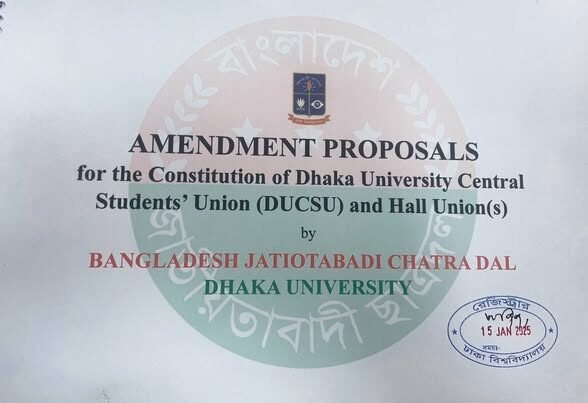 বাংলাদেশ
AMENDMENT PROPOSALS
for the Constitution of Dhaka University Central
Students’ Union (DUCSU) and Hall Union(s)
by
BANGLADESH JATIOTABADI CHATRA DAL
DHAKA UNIVERSITY
জাতীয়তাবাদী ছাত্রদল
রেজিস্ট্রার
15 JAN 2025
ঢাকা বিশ্ববিদ্যালয়